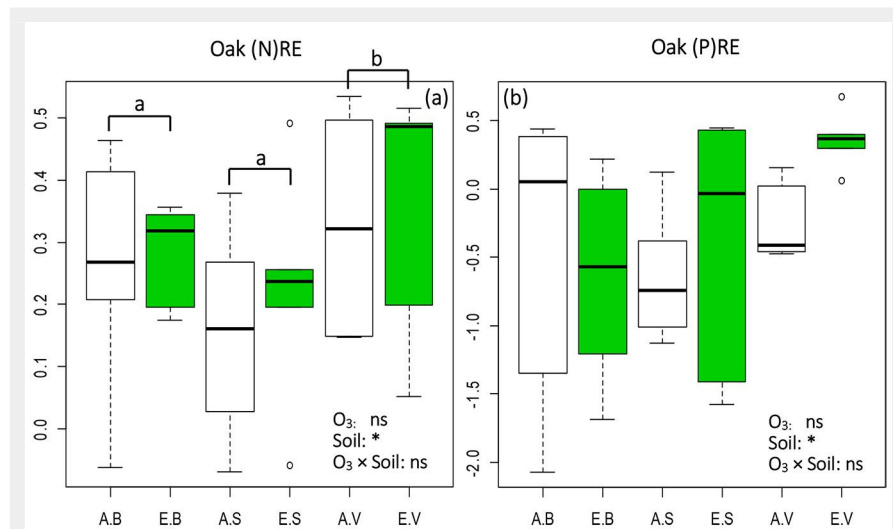 Oak (N)RE
Oak (P)RE
(a)
a
a
b
0.5
0.4
0.3
0.2
0.1
0.0
O₃: ns
Soil: *
O₃ × Soil: ns
A.B E.B A.S E.S A.V E.V
(b)
0.5
0.0
-0.5
-1.0
-1.5
-2.0
O₃: ns
Soil: *
O₃ × Soil: ns
A.B E.B A.S E.S A.V E.V